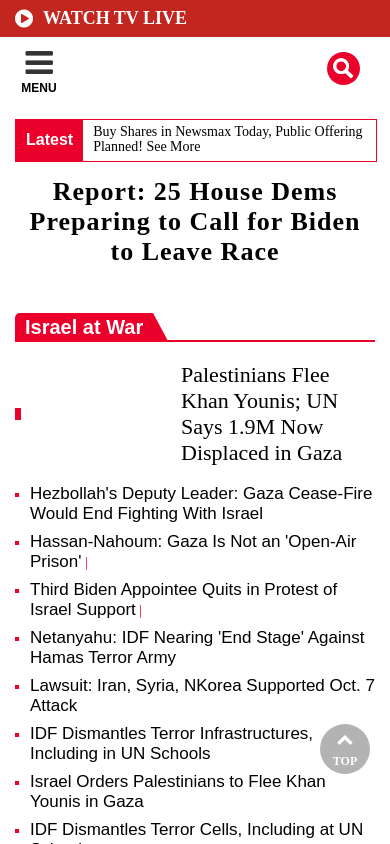 WATCH TV LIVE
MENU
Latest
Buy Shares in Newsmax Today, Public Offering
Planned! See More
Report: 25 House Dems
Preparing to Call for Biden
to Leave Race
Israel at War
Palestinians Flee
Khan Younis; UN
Says 1.9M Now
Displaced in Gaza
Hezbollah's Deputy Leader: Gaza Cease-Fire
Would End Fighting With Israel
Hassan-Nahoum: Gaza Is Not an 'Open-Air
Prison' |
Third Biden Appointee Quits in Protest of
Israel Support |
Netanyahu: IDF Nearing 'End Stage' Against
Hamas Terror Army
Lawsuit: Iran, Syria, NKorea Supported Oct. 7
Attack
IDF Dismantles Terror Infrastructures,
Including in UN Schools
TOP
Israel Orders Palestinians to Flee Khan
Younis in Gaza
IDF Dismantles Terror Cells, Including at UN